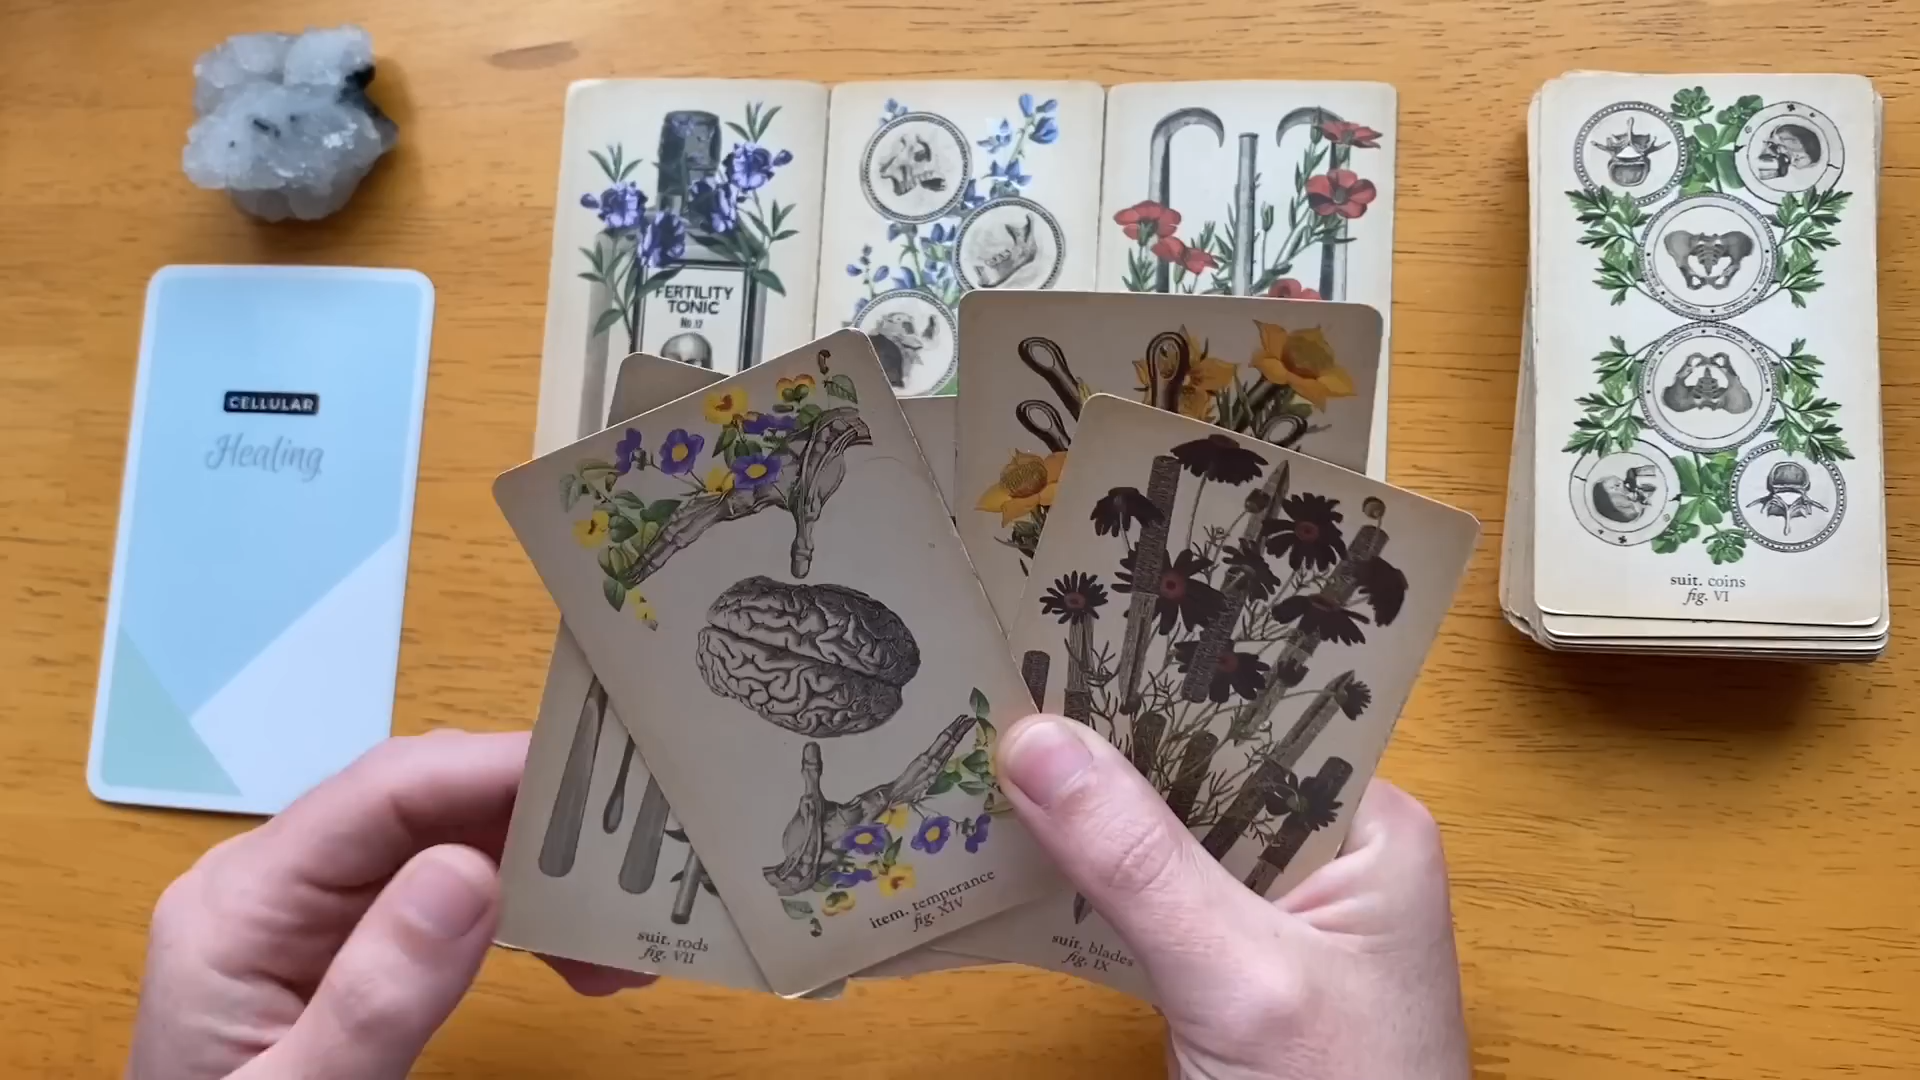 CELLULAR
Healing
FERTILITY
TONIC
No. 17
suit. coins
fig. VI
suit. rods
fig. VII
item. temperance
fig. XIV
suit. blades
fig. IX